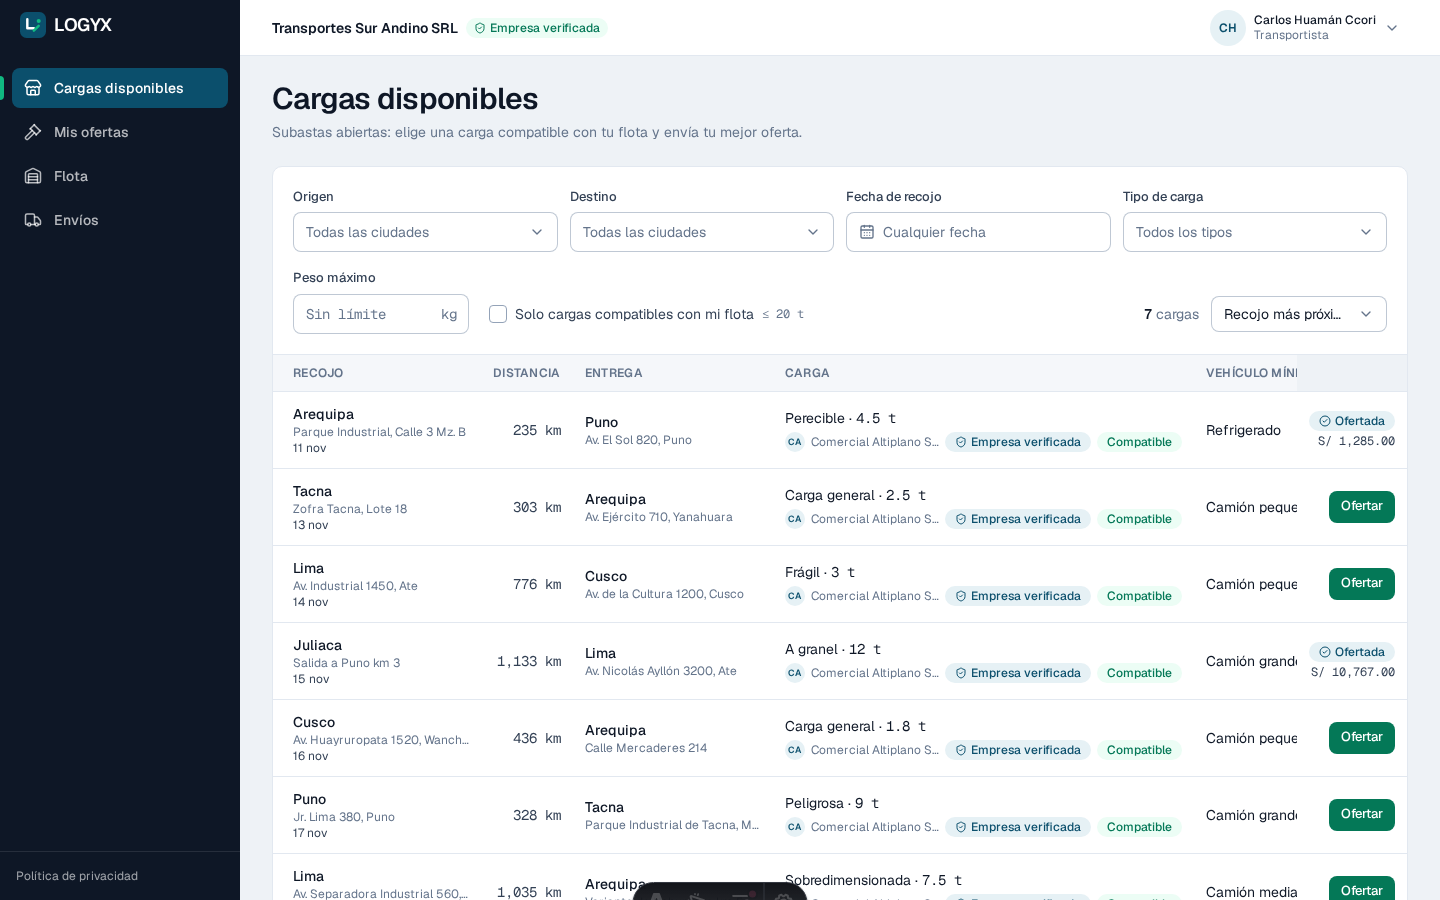 LOGYX
Transportes Sur Andino SRL
Empresa verificada
CH
Carlos Huamán Ccori
Transportista
Cargas disponibles
Mis ofertas
Flota
Envíos
Política de privacidad
Cargas disponibles
Subastas abiertas: elige una carga compatible con tu flota y envía tu mejor oferta.
Origen
Destino
Fecha de recojo
Tipo de carga
Todas las ciudades
Todas las ciudades
Cualquier fecha
Todos los tipos
Peso máximo
Sin límite kg
Solo cargas compatibles con mi flota ≤ 20 t
7 cargas
Recojo más próxi…
RECOJO DISTANCIA ENTREGA CARGA VEHÍCULO MÍNI
Arequipa
Parque Industrial, Calle 3 Mz. B
11 nov
235 km
Puno
Av. El Sol 820, Puno
Perecible · 4.5 t
CA Comercial Altiplano S… Empresa verificada Compatible
Refrigerado
Ofertada
S/ 1,285.00
Tacna
Zofra Tacna, Lote 18
13 nov
303 km
Arequipa
Av. Ejército 710, Yanahuara
Carga general · 2.5 t
CA Comercial Altiplano S… Empresa verificada Compatible
Camión peque
Ofertar
Lima
Av. Industrial 1450, Ate
14 nov
776 km
Cusco
Av. de la Cultura 1200, Cusco
Frágil · 3 t
CA Comercial Altiplano S… Empresa verificada Compatible
Camión peque
Ofertar
Juliaca
Salida a Puno km 3
15 nov
1,133 km
Lima
Av. Nicolás Ayllón 3200, Ate
A granel · 12 t
CA Comercial Altiplano S… Empresa verificada Compatible
Camión grande
Ofertada
S/ 10,767.00
Cusco
Av. Huayruropata 1520, Wanch…
16 nov
436 km
Arequipa
Calle Mercaderes 214
Carga general · 1.8 t
CA Comercial Altiplano S… Empresa verificada Compatible
Camión peque
Ofertar
Puno
Jr. Lima 380, Puno
17 nov
328 km
Tacna
Parque Industrial de Tacna, M…
Peligrosa · 9 t
CA Comercial Altiplano S… Empresa verificada Compatible
Camión grande
Ofertar
Lima
Av. Separadora Industrial 560,…
1,035 km
Arequipa
Sobredimensionada · 7.5 t
Camión media
Ofertar